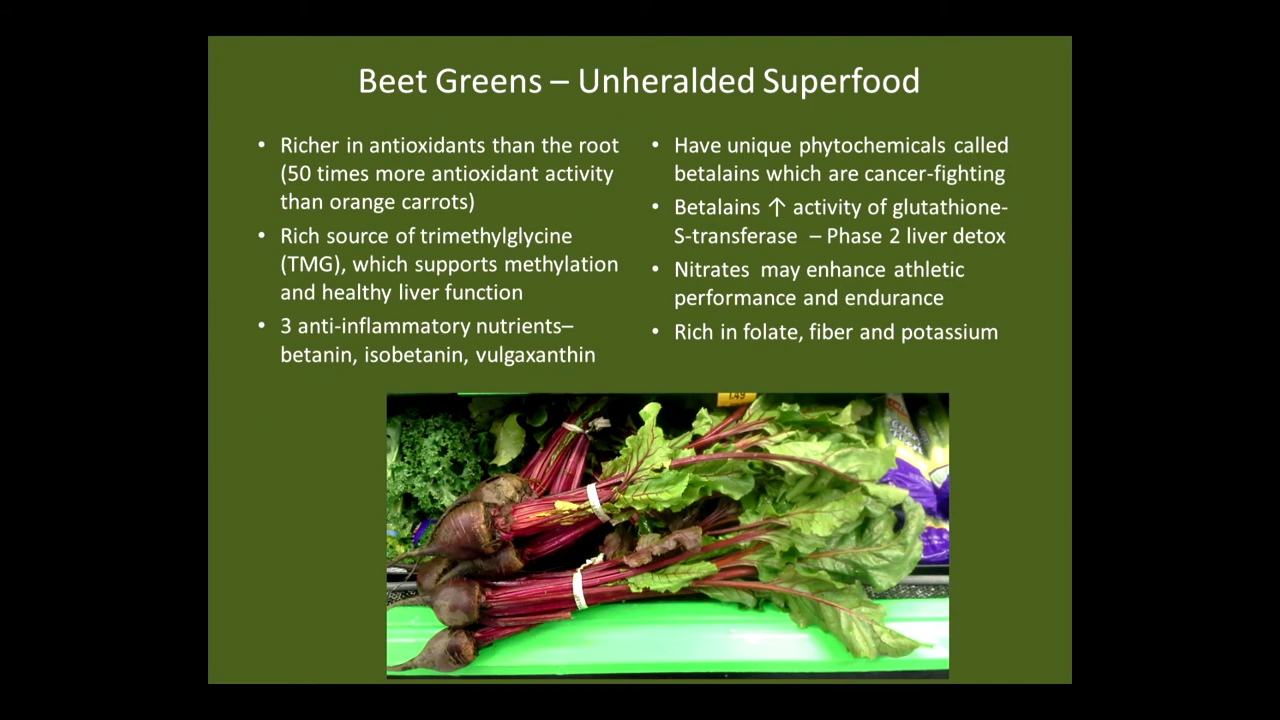 Beet Greens – Unheralded Superfood
• Richer in antioxidants than the root
(50 times more antioxidant activity
than orange carrots)
• Rich source of trimethylglycine
(TMG), which supports methylation
and healthy liver function
• 3 anti-inflammatory nutrients–
betanin, isobetanin, vulgaxanthin
• Have unique phytochemicals called
betalains which are cancer-fighting
• Betalains ↑ activity of glutathione-
S-transferase – Phase 2 liver detox
• Nitrates may enhance athletic
performance and endurance
• Rich in folate, fiber and potassium
1.49